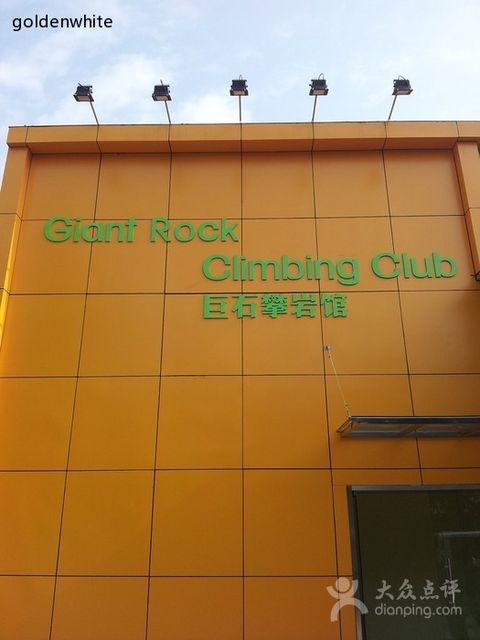 goldenwhite
Giant Rock
Climbing Club
巨石攀岩馆
大众点评
dianping.com